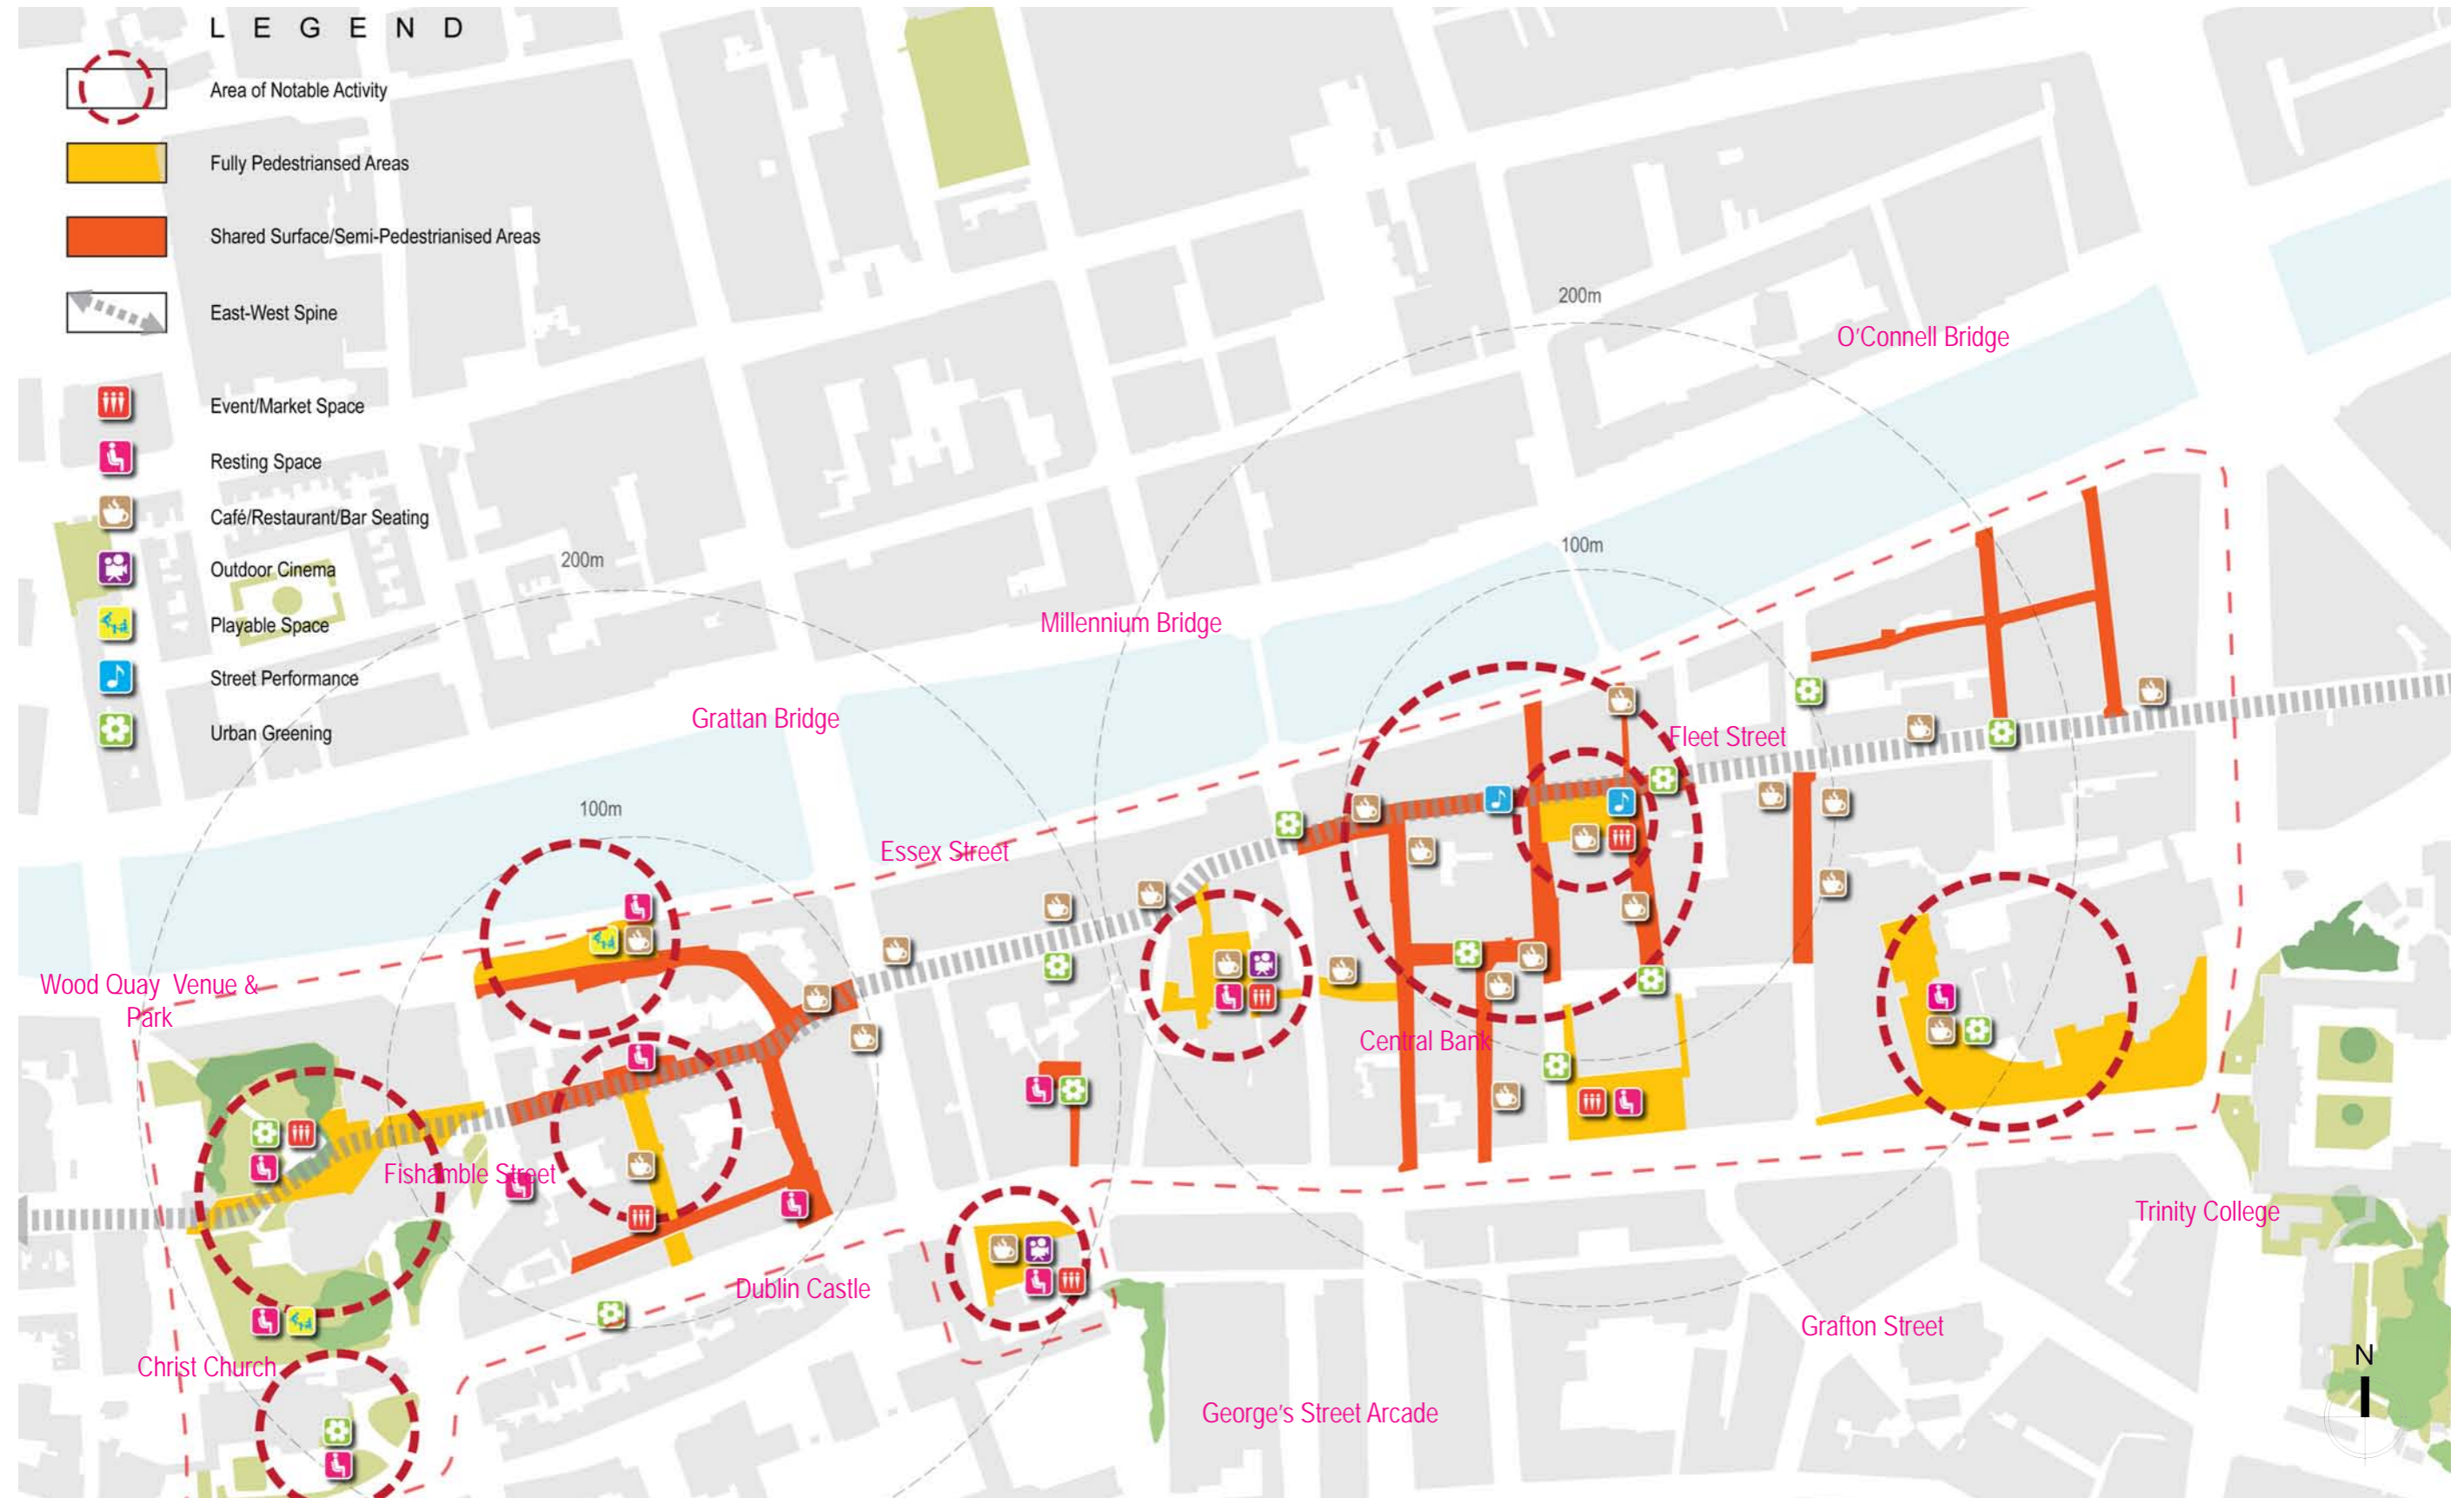 L E G E N D
Area of Notable Activity
Fully Pedestriansed Areas
Shared Surface/Semi-Pedestrianised Areas
East-West Spine
Event/Market Space
Resting Space
Café/Restaurant/Bar Seating
Outdoor Cinema
Playable Space
Street Performance
Urban Greening
200m
O'Connell Bridge
100m
200m
Millennium Bridge
Grattan Bridge
Fleet Street
100m
Essex Street
Wood Quay Venue &
Park
Central Bank
Fishamble Street
Trinity College
Dublin Castle
Grafton Street
Christ Church
George's Street Arcade
N